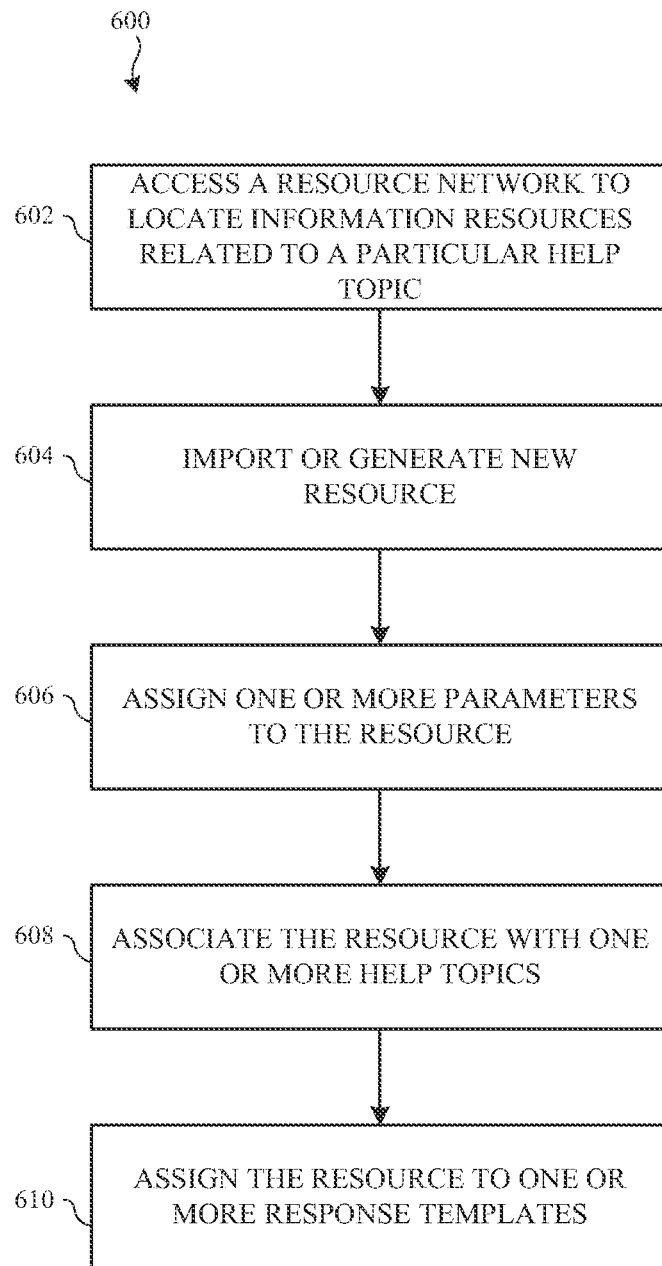 600
602
ACCESS A RESOURCE NETWORK TO
LOCATE INFORMATION RESOURCES
RELATED TO A PARTICULAR HELP
TOPIC
604
IMPORT OR GENERATE NEW
RESOURCE
606
ASSIGN ONE OR MORE PARAMETERS
TO THE RESOURCE
608
ASSOCIATE THE RESOURCE WITH ONE
OR MORE HELP TOPICS
610
ASSIGN THE RESOURCE TO ONE OR
MORE RESPONSE TEMPLATES